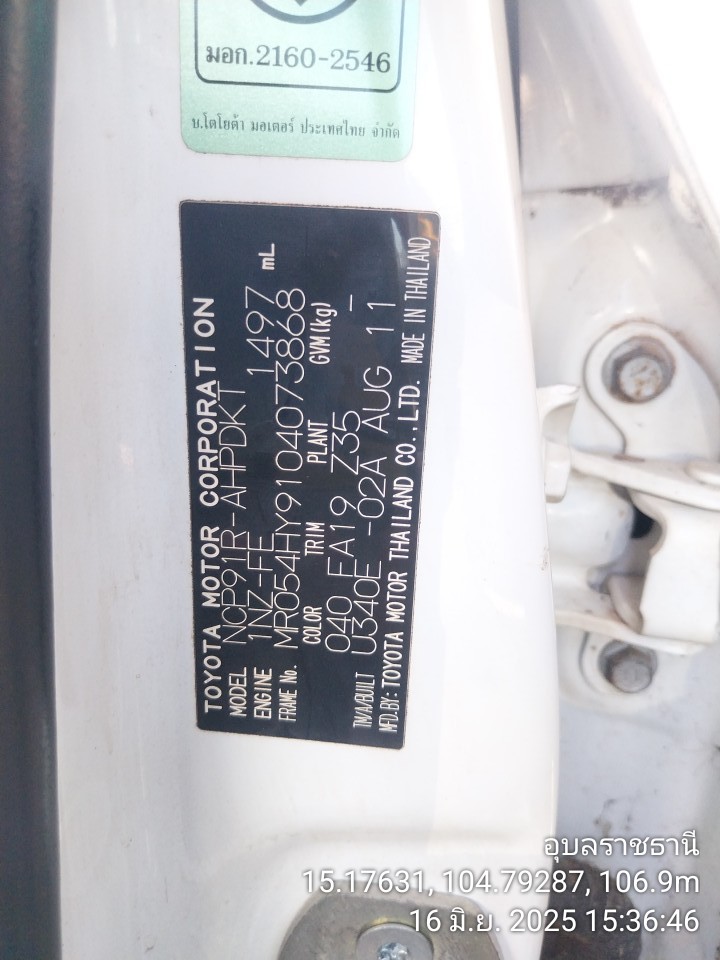 มอก.2160-2546
บ.โตโยต้า มอเตอร์ ประเทศไทย จำกัด
TOYOTA MOTOR CORPORATION
MODEL NCP91R-AHPDKT
ENGINE 1NZ-FE 1497 mL
FRAME No. MR054HY9104073868
COLOR TRIM PLANT GVM(kg)
040 FA19 Z35 -
TM/A/BUILT U340E -02A AUG 11
MFD.BY: TOYOTA MOTOR THAILAND CO.,LTD. MADE IN THAILAND
อุบลราชธานี
15.17631, 104.79287, 106.9m
16 มิ.ย. 2025 15:36:46